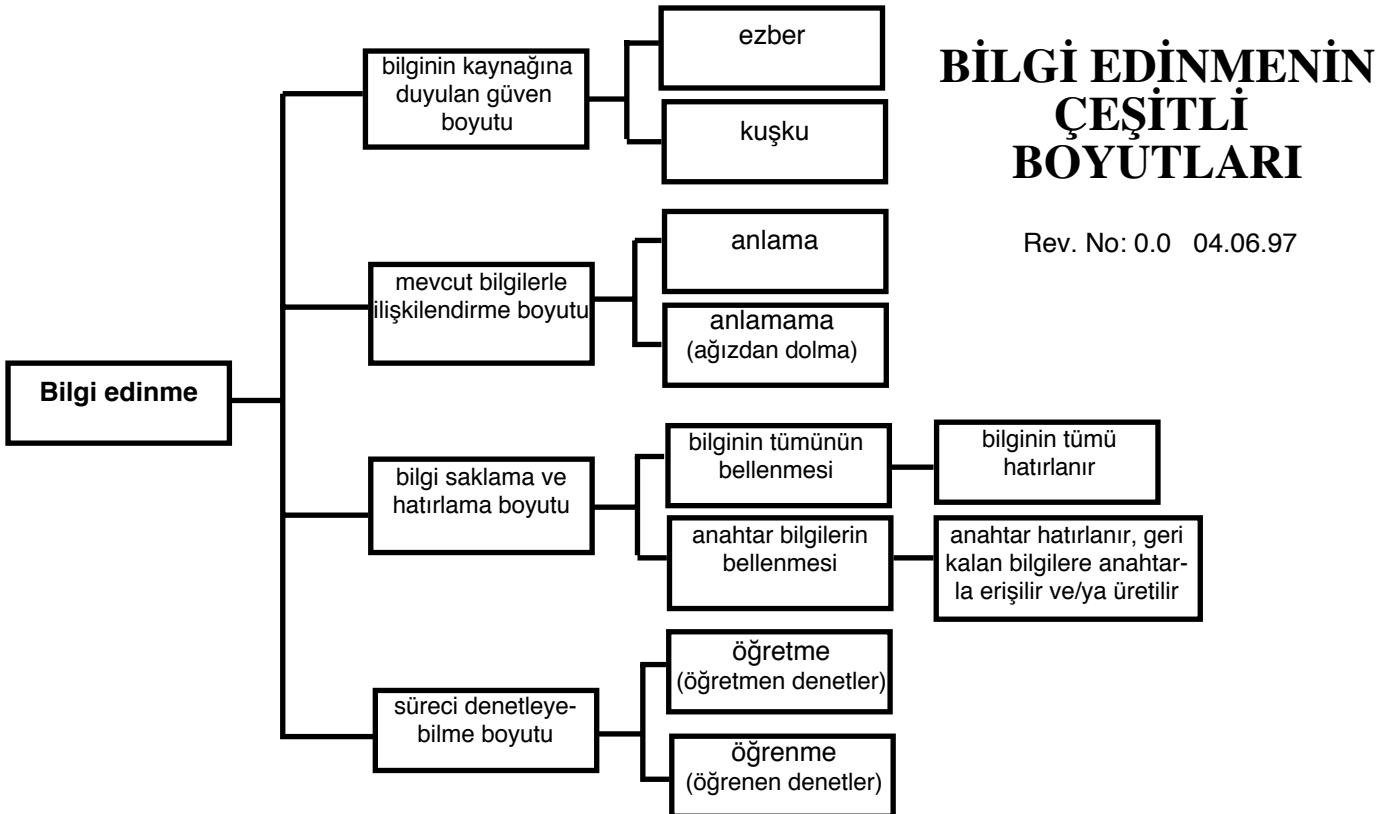 BİLGİ EDİNMENİN
ÇEŞİTLİ
BOYUTLARI
Rev. No: 0.0 04.06.97
Bilgi edinme
bilginin kaynağına
duyulan güven
boyutu
ezber
kuşku
mevcut bilgilerle
ilişkilendirme boyutu
anlama
anlamama
(ağızdan dolma)
bilgi saklama ve
hatırlama boyutu
bilginin tümünün
bellenmesi
bilginin tümü
hatırlanır
anahtar bilgilerin
bellenmesi
anahtar hatırlanır, geri
kalan bilgilere anahtar-
la erişilir ve/ya üretilir
süreci denetleye-
bilme boyutu
öğretme
(öğretmen denetler)
öğrenme
(öğrenen denetler)